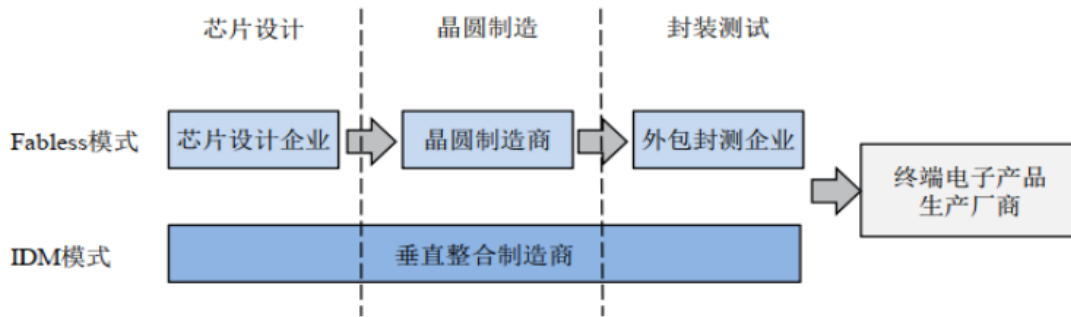 芯片设计
晶圆制造
封装测试
Fabless模式
芯片设计企业
晶圆制造商
外包封测企业
终端电子产品
生产厂商
IDM模式
垂直整合制造商